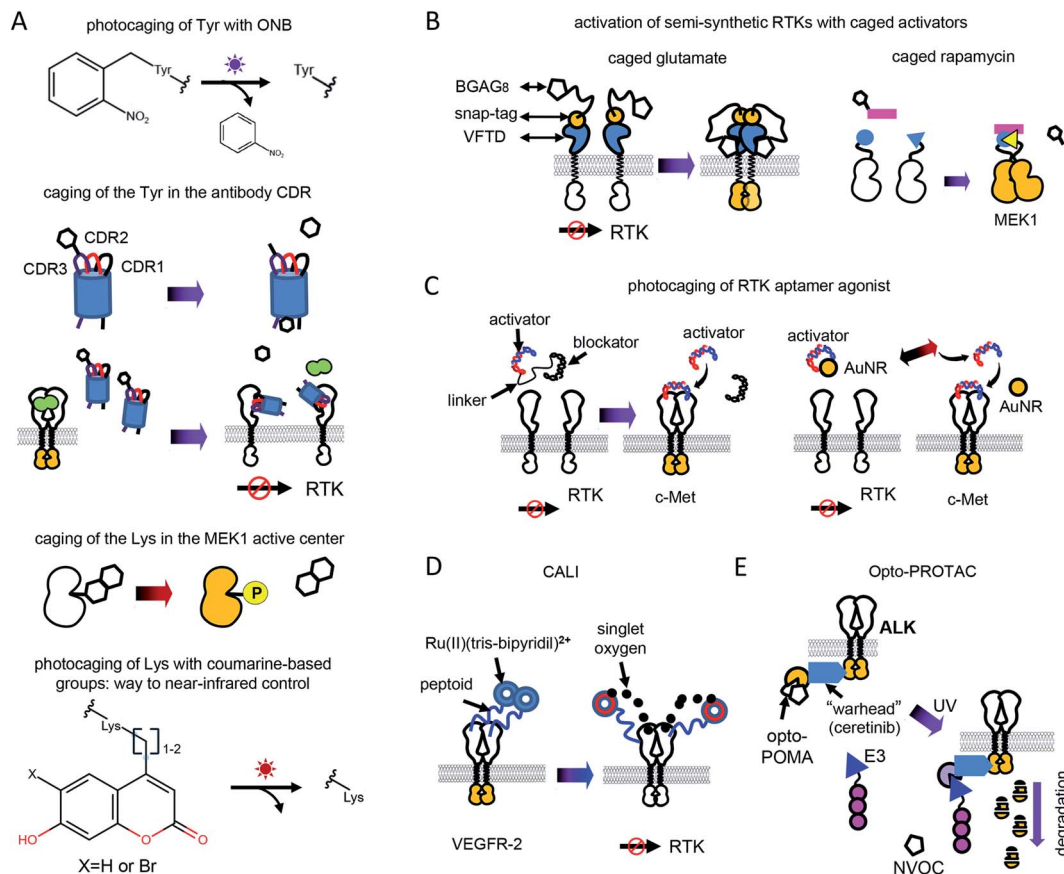 A
photocaging of Tyr with ONB
Tyr
NO2
Tyr
NO2
caging of the Tyr in the antibody CDR
CDR2
CDR3
CDR1
RTK
caging of the Lys in the MEK1 active center
P
photocaging of Lys with coumarine-based
groups: way to near-infrared control
Lys
1-2
X
HO
O
O
Lys
X=H or Br
B
activation of semi-synthetic RTKs with caged activators
caged glutamate
caged rapamycin
BGAG8
snap-tag
VFTD
RTK
MEK1
C
photocaging of RTK aptamer agonist
activator
blockator
linker
activator
RTK
c-Met
activator
AuNR
AuNR
RTK
c-Met
D
CALI
Ru(II)(tris-bipyridil)2+
peptoid
singlet
oxygen
VEGFR-2
RTK
E
Opto-PROTAC
ALK
"warhead"
(ceretinib)
UV
opto-
POMA
E3
NVOC
degradation